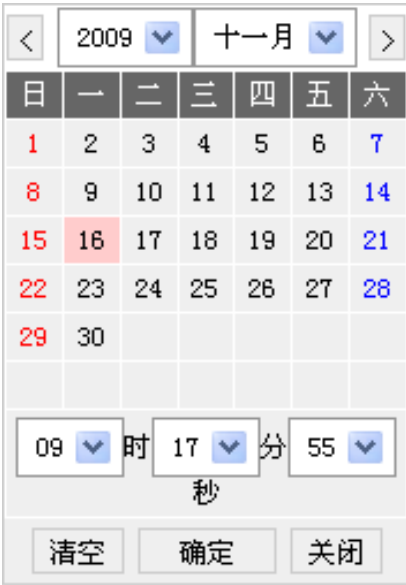 < 2009 十一月 >
日 一 二 三 四 五 六
1 2 3 4 5 6 7
8 9 10 11 12 13 14
15 16 17 18 19 20 21
22 23 24 25 26 27 28
29 30
09 时 17 分 55
秒
清空 确定 关闭